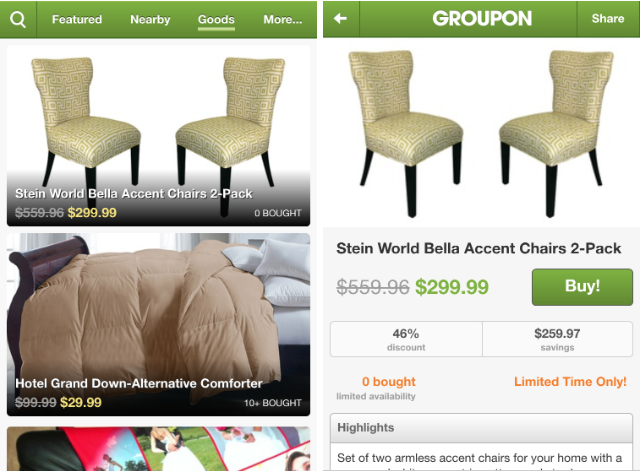 Featured Nearby Goods More...
Stein World Bella Accent Chairs 2-Pack
$559.96 $299.99 0 BOUGHT
Hotel Grand Down-Alternative Comforter
$99.99 $29.99 10+ BOUGHT
GROUPON Share
Stein World Bella Accent Chairs 2-Pack
$559.96 $299.99 Buy!
46% $259.97
discount savings
0 bought Limited Time Only!
limited availability
Highlights
Set of two armless accent chairs for your home with a